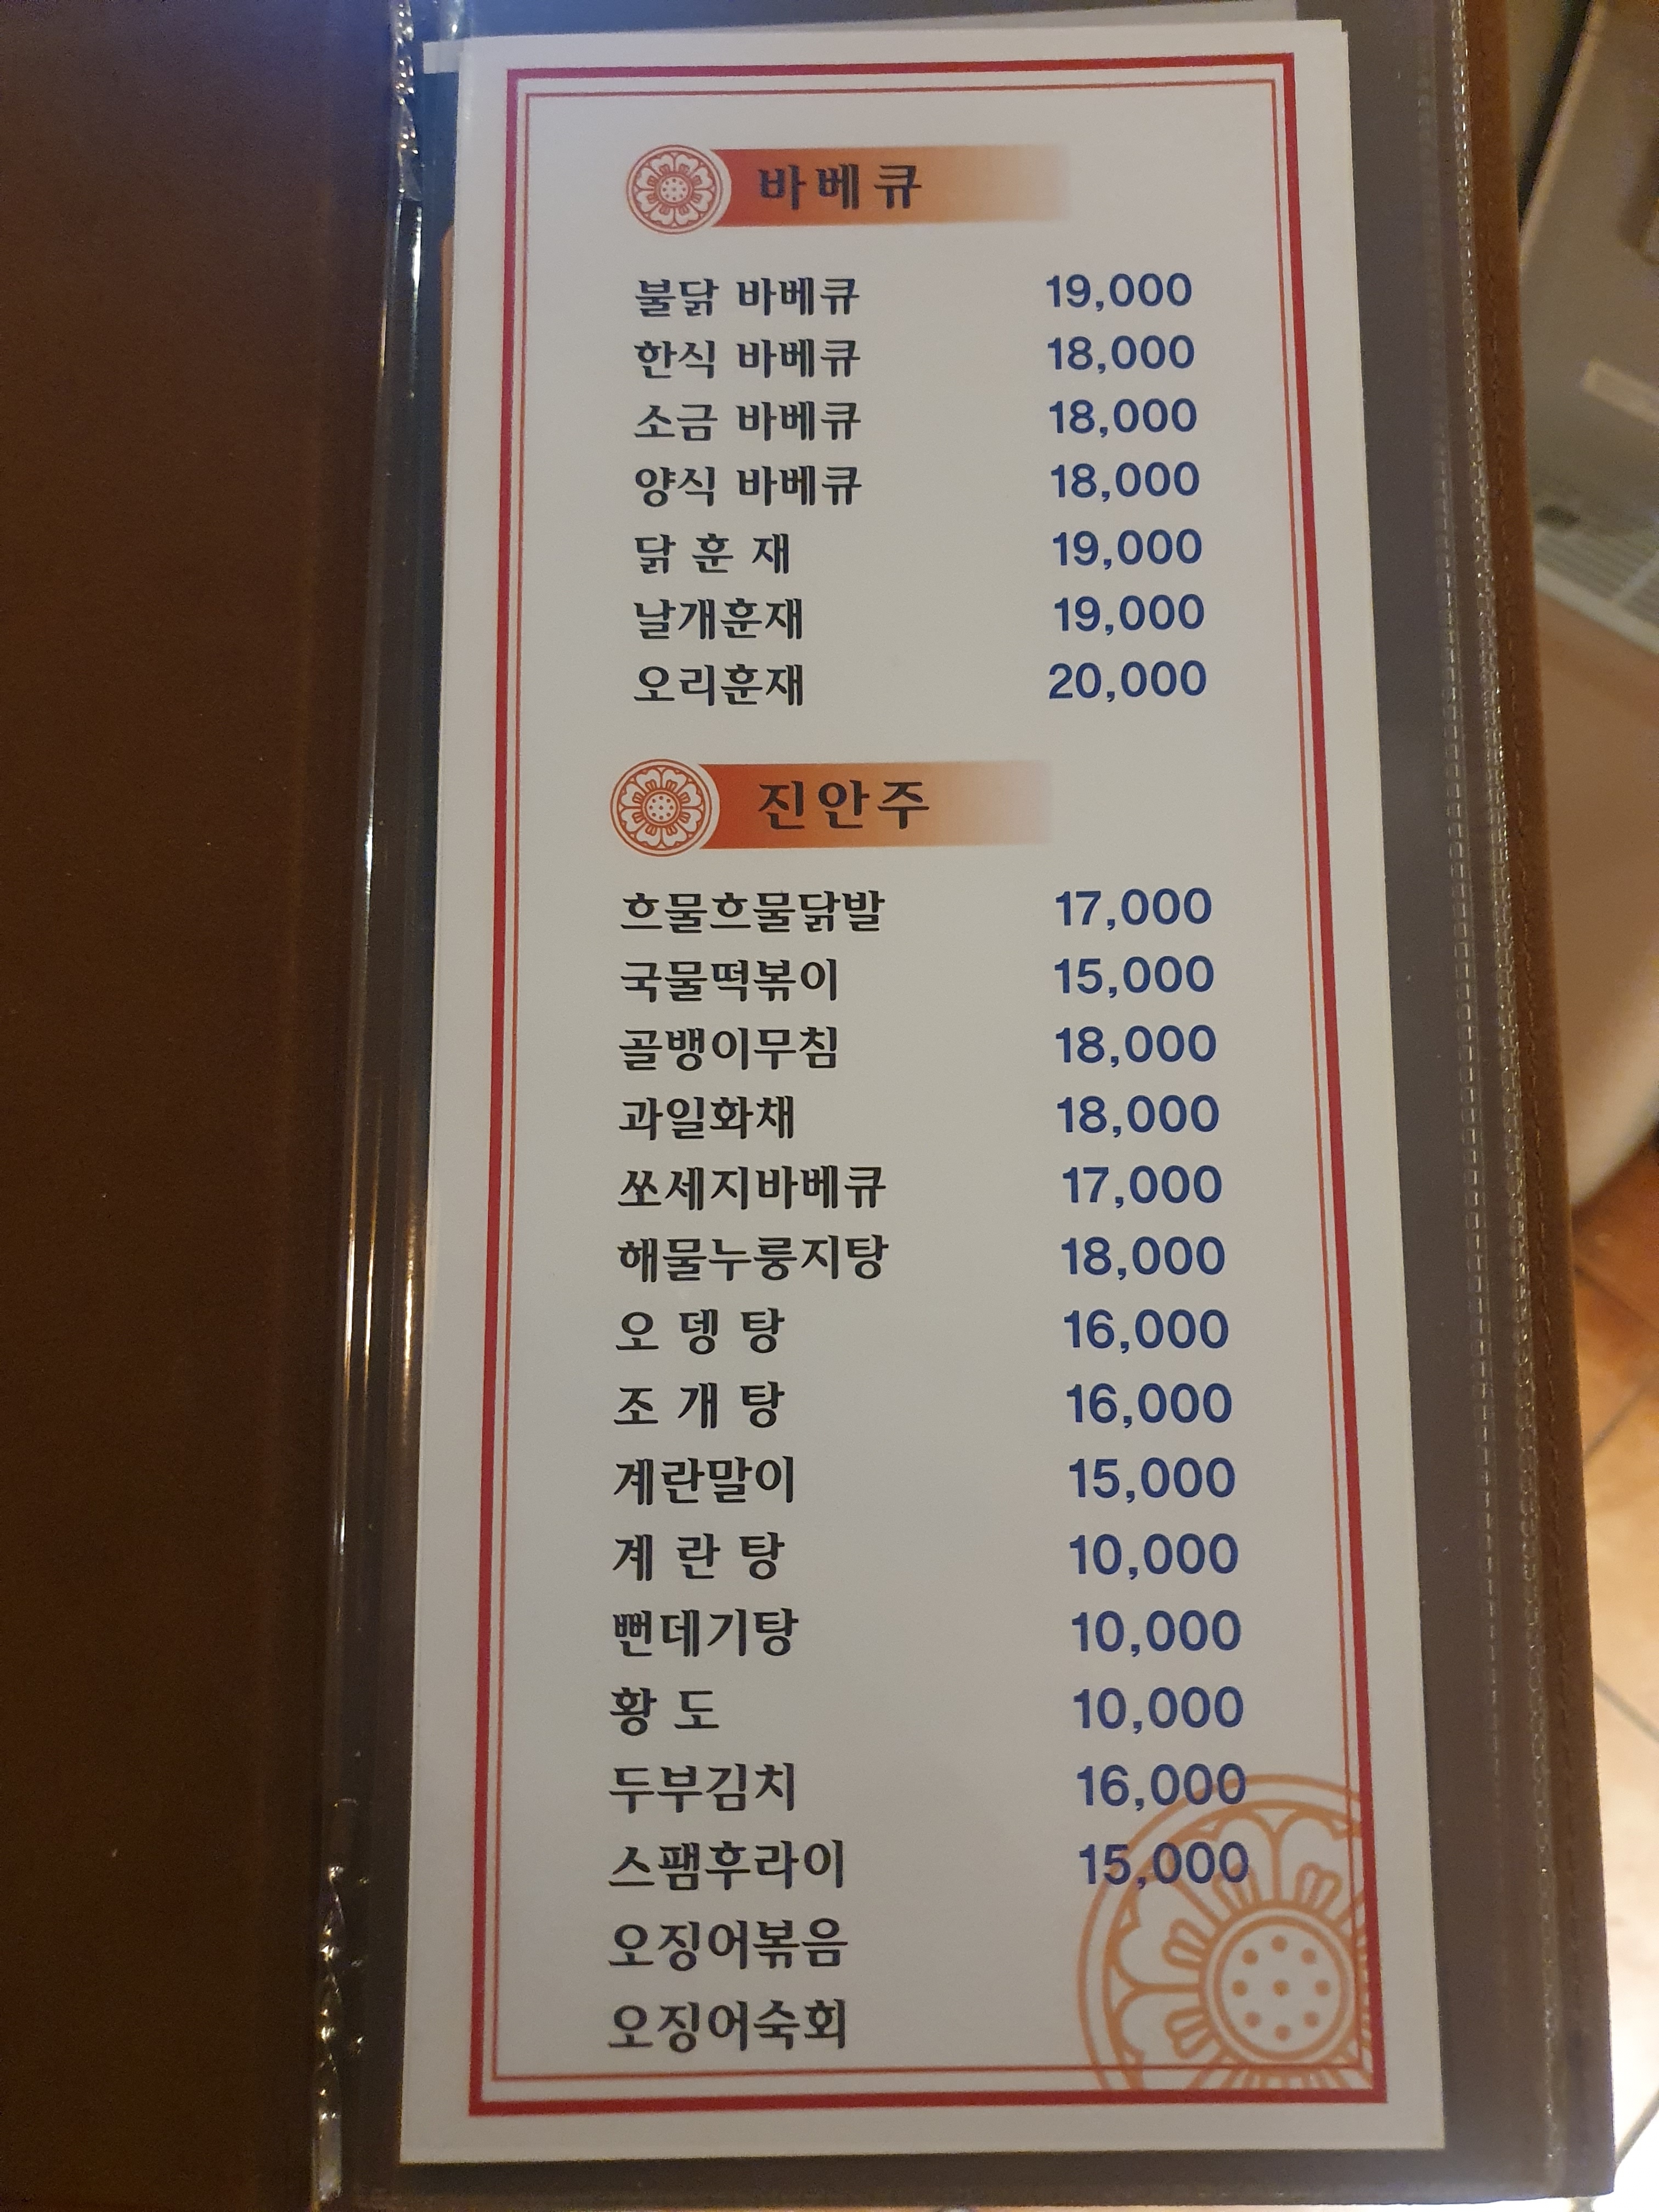 바베큐
불닭 바베큐 19,000
한식 바베큐 18,000
소금 바베큐 18,000
양식 바베큐 18,000
닭 훈 재 19,000
날개훈재 19,000
오리훈재 20,000
진안주
흐물흐물닭발 17,000
국물떡볶이 15,000
골뱅이무침 18,000
과일화채 18,000
쏘세지바베큐 17,000
해물누룽지탕 18,000
오 뎅 탕 16,000
조 개 탕 16,000
계란말이 15,000
계 란 탕 10,000
뻔데기탕 10,000
황 도 10,000
두부김치 16,000
스팸후라이 15,000
오징어볶음
오징어숙회